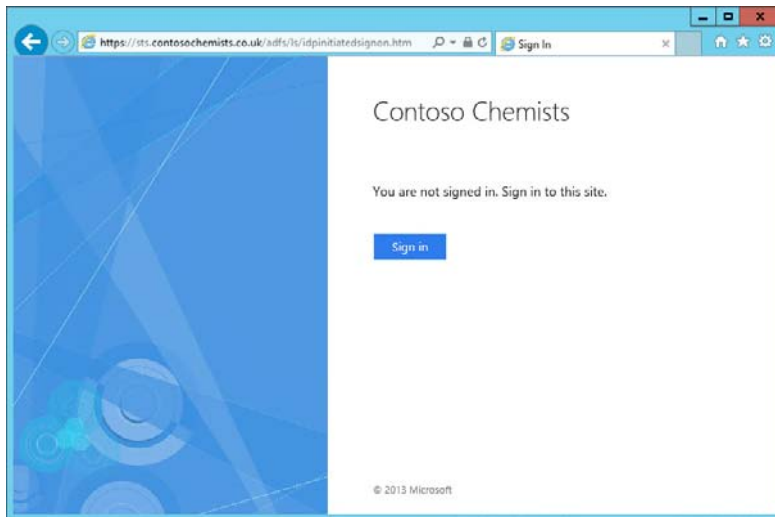 https://sts.contosochemists.co.uk/adfs/ls/idpinitiatedsignon.htm
Sign In
Contoso Chemists
You are not signed in. Sign in to this site.
Sign in
© 2013 Microsoft